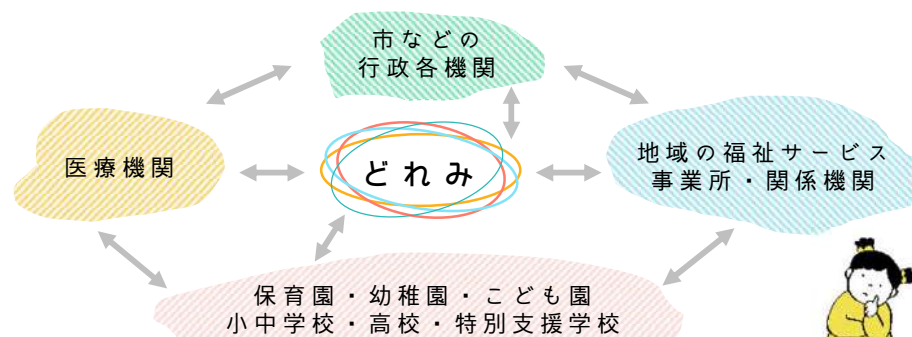 市などの
行政各機関
医療機関
どれみ
地域の福祉サービス
事業所・関係機関
保育園・幼稚園・こども園
小中学校・高校・特別支援学校